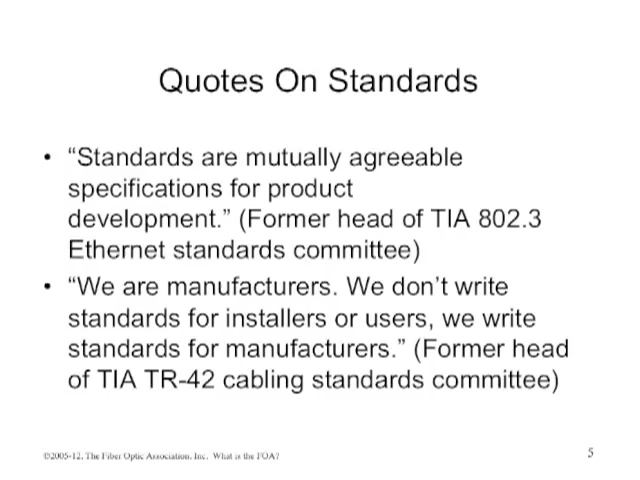 Quotes On Standards
• “Standards are mutually agreeable
specifications for product
development.” (Former head of TIA 802.3
Ethernet standards committee)
• “We are manufacturers. We don’t write
standards for installers or users, we write
standards for manufacturers.” (Former head
of TIA TR-42 cabling standards committee)
©2005-12, The Fiber Optic Association, Inc. What is the FOA?
5